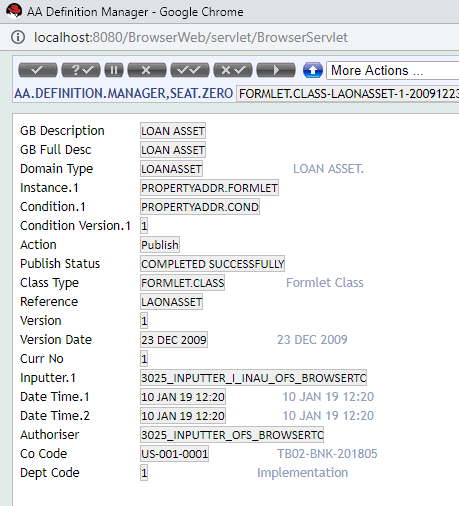 AA Definition Manager - Google Chrome
localhost:8080/BrowserWeb/servlet/BrowserServlet
More Actions ...
AA.DEFINITION.MANAGER,SEAT.ZERO FORMLET.CLASS-LAONASSET-1-20091223
GB Description LOAN ASSET
GB Full Desc LOAN ASSET
Domain Type LOANASSET LOAN ASSET.
Instance.1 PROPERTYADDR.FORMLET
Condition.1 PROPERTYADDR.COND
Condition Version.1 1
Action Publish
Publish Status COMPLETED SUCCESSFULLY
Class Type FORMLET.CLASS Formlet Class
Reference LAONASSET
Version 1
Version Date 23 DEC 2009 23 DEC 2009
Curr No 1
Inputter.1 3025_INPUTTER_I_INAU_OFS_BROWSERTC
Date Time.1 10 JAN 19 12:20 10 JAN 19 12:20
Date Time.2 10 JAN 19 12:20 10 JAN 19 12:20
Authoriser 3025_INPUTTER_OFS_BROWSERTC
Co Code US-001-0001 TB02-BNK-201805
Dept Code 1 Implementation